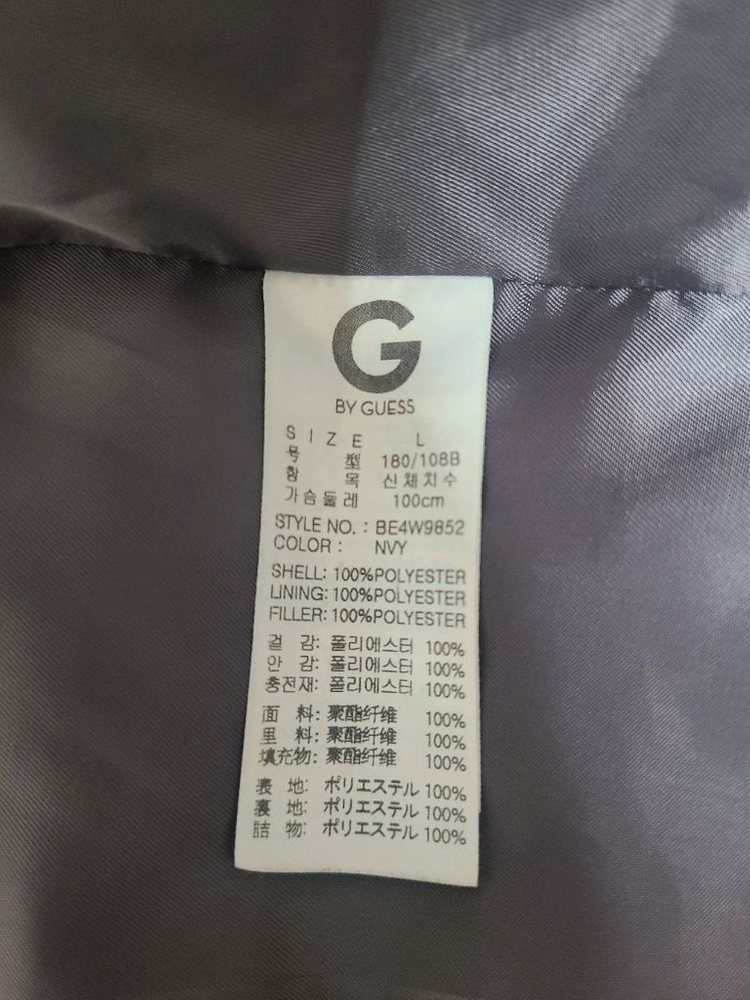 G
BY GUESS
SIZE L
号 型 180/108B
항 목 신체치수
가슴둘레 100cm
STYLE NO. : BE4W9852
COLOR : NVY
SHELL: 100%POLYESTER
LINING: 100%POLYESTER
FILLER: 100%POLYESTER
겉 감: 폴리에스터 100%
안 감: 폴리에스터 100%
충전재: 폴리에스터 100%
面 料: 聚酯纤维 100%
里 料: 聚酯纤维 100%
填充物: 聚酯纤维 100%
表 地: ポリエステル 100%
裏 地: ポリエステル 100%
詰 物: ポリエステル 100%